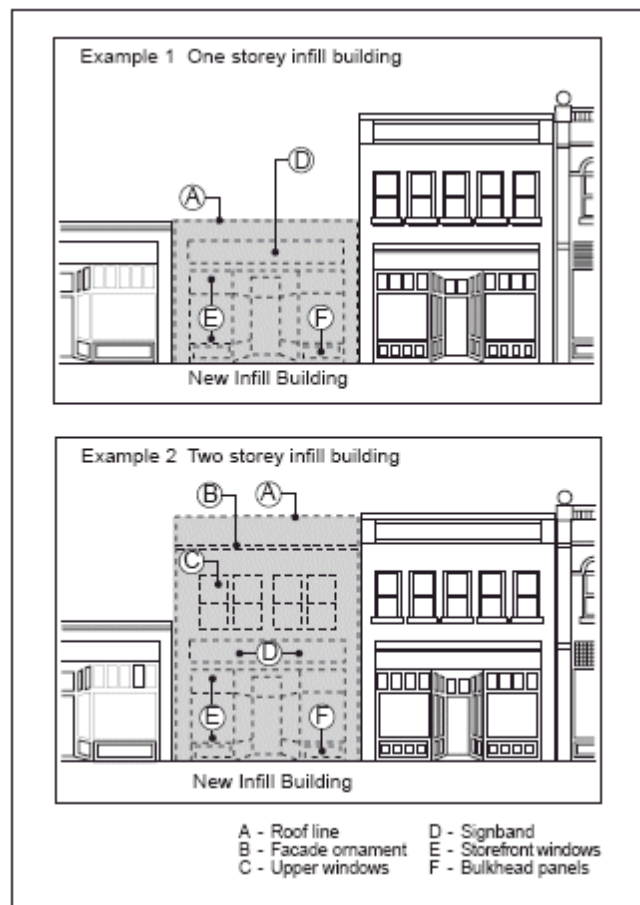 Example 1 One storey infill building
D
A
E
F
New Infill Building
Example 2 Two storey infill building
B
A
C
D
E
F
New Infill Building
A - Roof line
B - Facade ornament
C - Upper windows
D - Signband
E - Storefront windows
F - Bulkhead panels